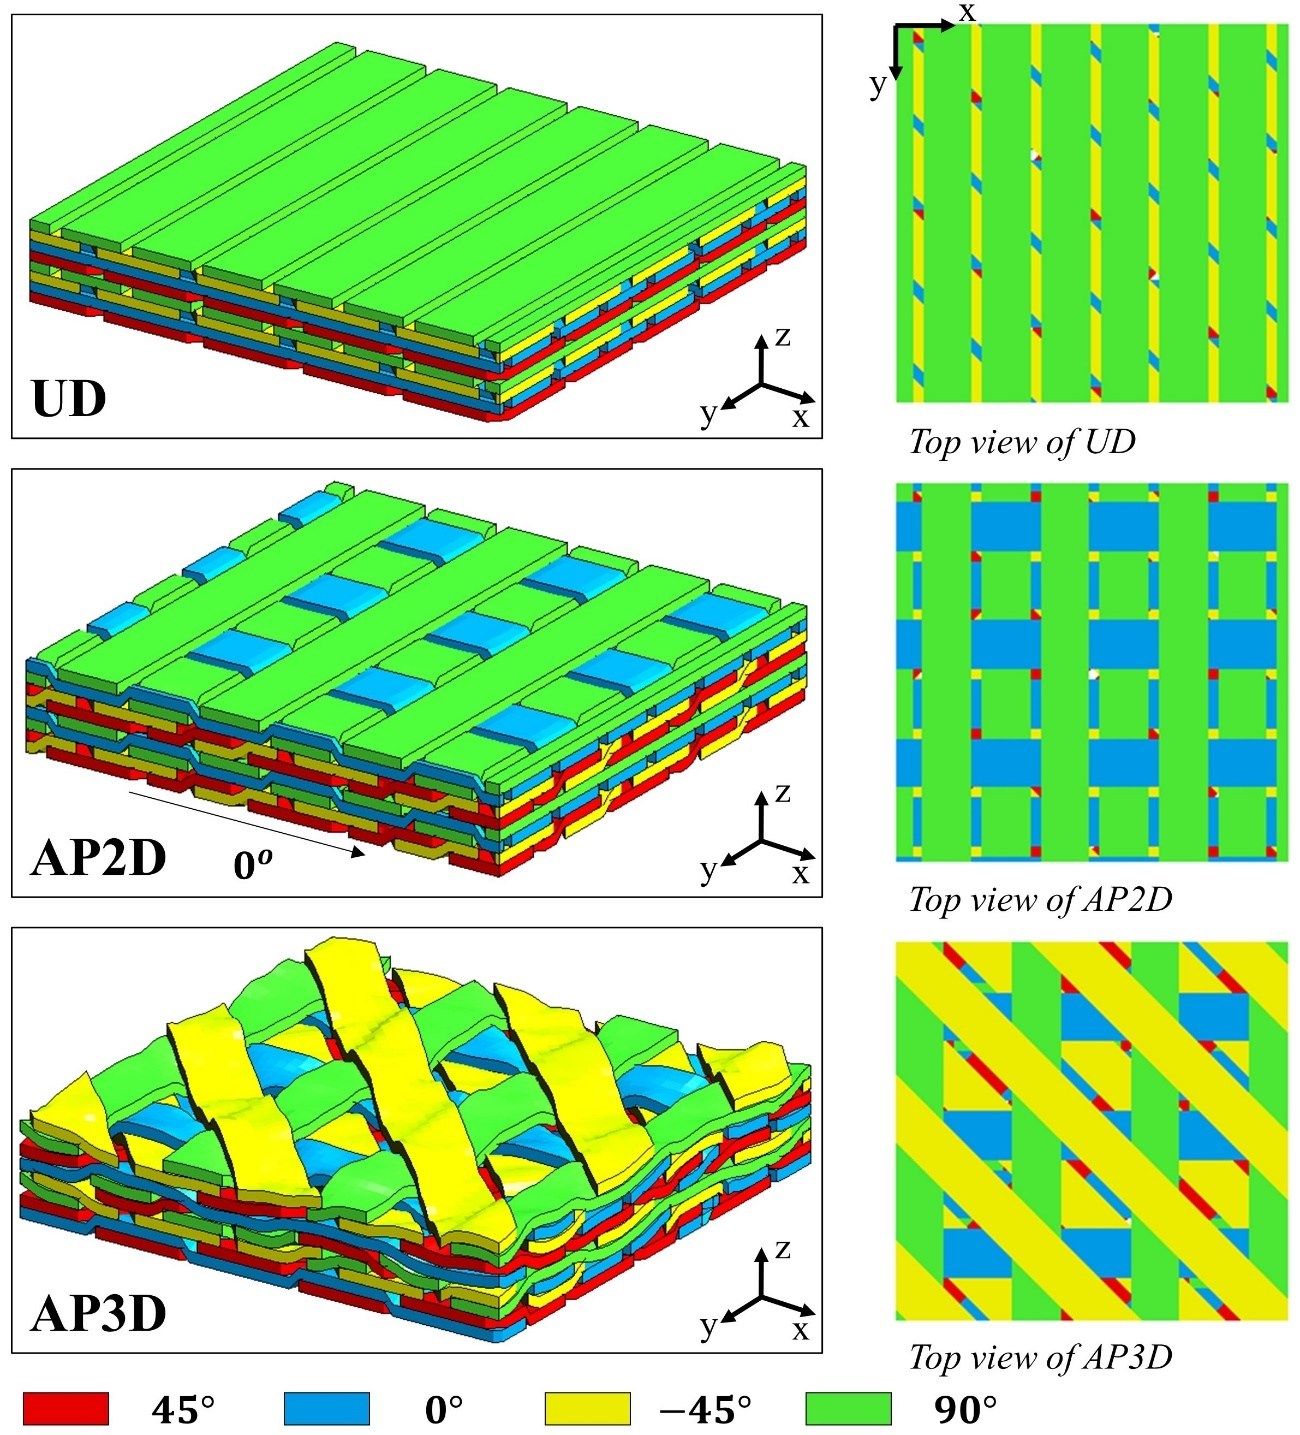 z
y
x
UD
x
y
Top view of UD
z
y
x
AP2D
0°
Top view of AP2D
z
y
x
AP3D
Top view of AP3D
45° 0° −45° 90°